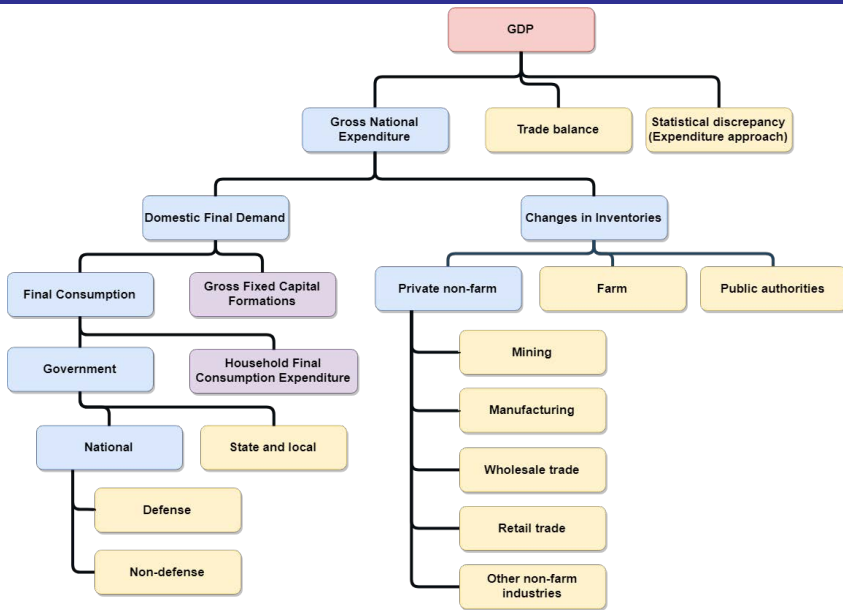 GDP
Gross National
Expenditure
Trade balance
Statistical discrepancy
(Expenditure approach)
Domestic Final Demand
Changes in Inventories
Final Consumption
Gross Fixed Capital
Formations
Private non-farm
Farm
Public authorities
Government
Household Final
Consumption Expenditure
Mining
Manufacturing
National
State and local
Wholesale trade
Defense
Retail trade
Non-defense
Other non-farm
industries